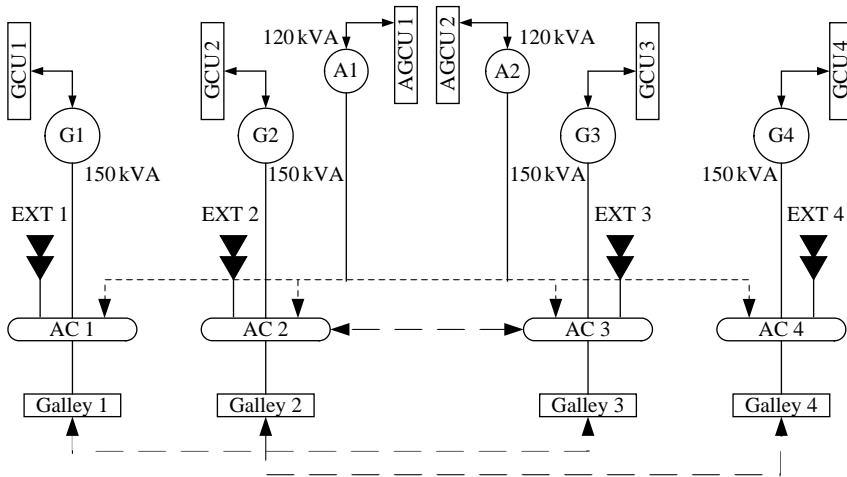 GCU 1
GCU 2
120 kVA
AGCU 1
AGCU 2
120 kVA
GCU 3
GCU 4
A1
A2
G1
G2
G3
G4
150 kVA
150 kVA
150 kVA
150 kVA
EXT 1
EXT 2
EXT 3
EXT 4
AC 1
AC 2
AC 3
AC 4
Galley 1
Galley 2
Galley 3
Galley 4